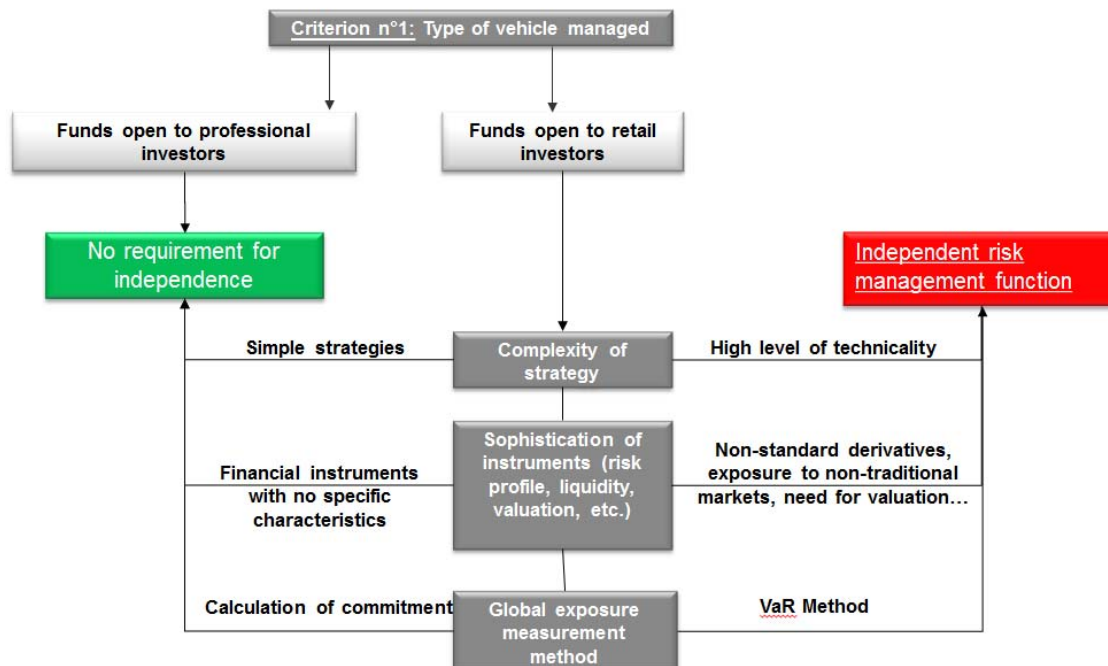 Criterion n°1: Type of vehicle managed
Funds open to professional
investors
Funds open to retail
investors
No requirement for
independence
Independent risk
management function
Simple strategies
Complexity of
strategy
High level of technicality
Financial instruments
with no specific
characteristics
Sophistication of
instruments (risk
profile, liquidity,
valuation, etc.)
Non-standard derivatives,
exposure to non-traditional
markets, need for valuation…
Calculation of commitment
Global exposure
measurement
method
VaR Method